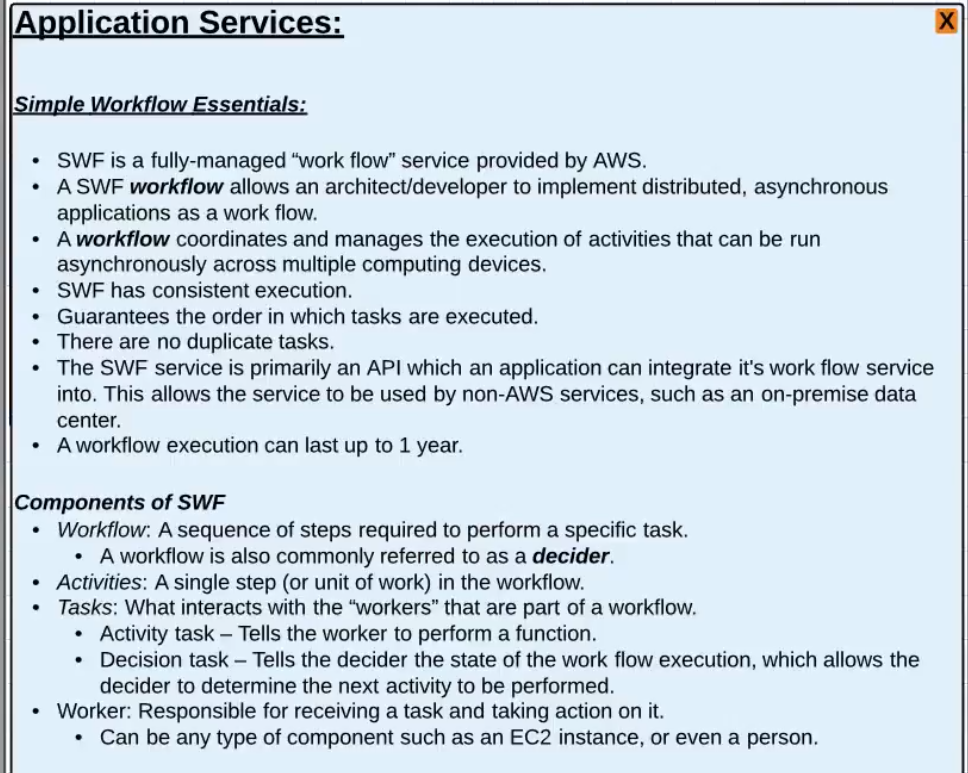 Application Services:
X
Simple Workflow Essentials:
• SWF is a fully-managed “work flow” service provided by AWS.
• A SWF workflow allows an architect/developer to implement distributed, asynchronous
applications as a work flow.
• A workflow coordinates and manages the execution of activities that can be run
asynchronously across multiple computing devices.
• SWF has consistent execution.
• Guarantees the order in which tasks are executed.
• There are no duplicate tasks.
• The SWF service is primarily an API which an application can integrate it's work flow service
into. This allows the service to be used by non-AWS services, such as an on-premise data
center.
• A workflow execution can last up to 1 year.
Components of SWF
• Workflow: A sequence of steps required to perform a specific task.
• A workflow is also commonly referred to as a decider.
• Activities: A single step (or unit of work) in the workflow.
• Tasks: What interacts with the “workers” that are part of a workflow.
• Activity task – Tells the worker to perform a function.
• Decision task – Tells the decider the state of the work flow execution, which allows the
decider to determine the next activity to be performed.
• Worker: Responsible for receiving a task and taking action on it.
• Can be any type of component such as an EC2 instance, or even a person.